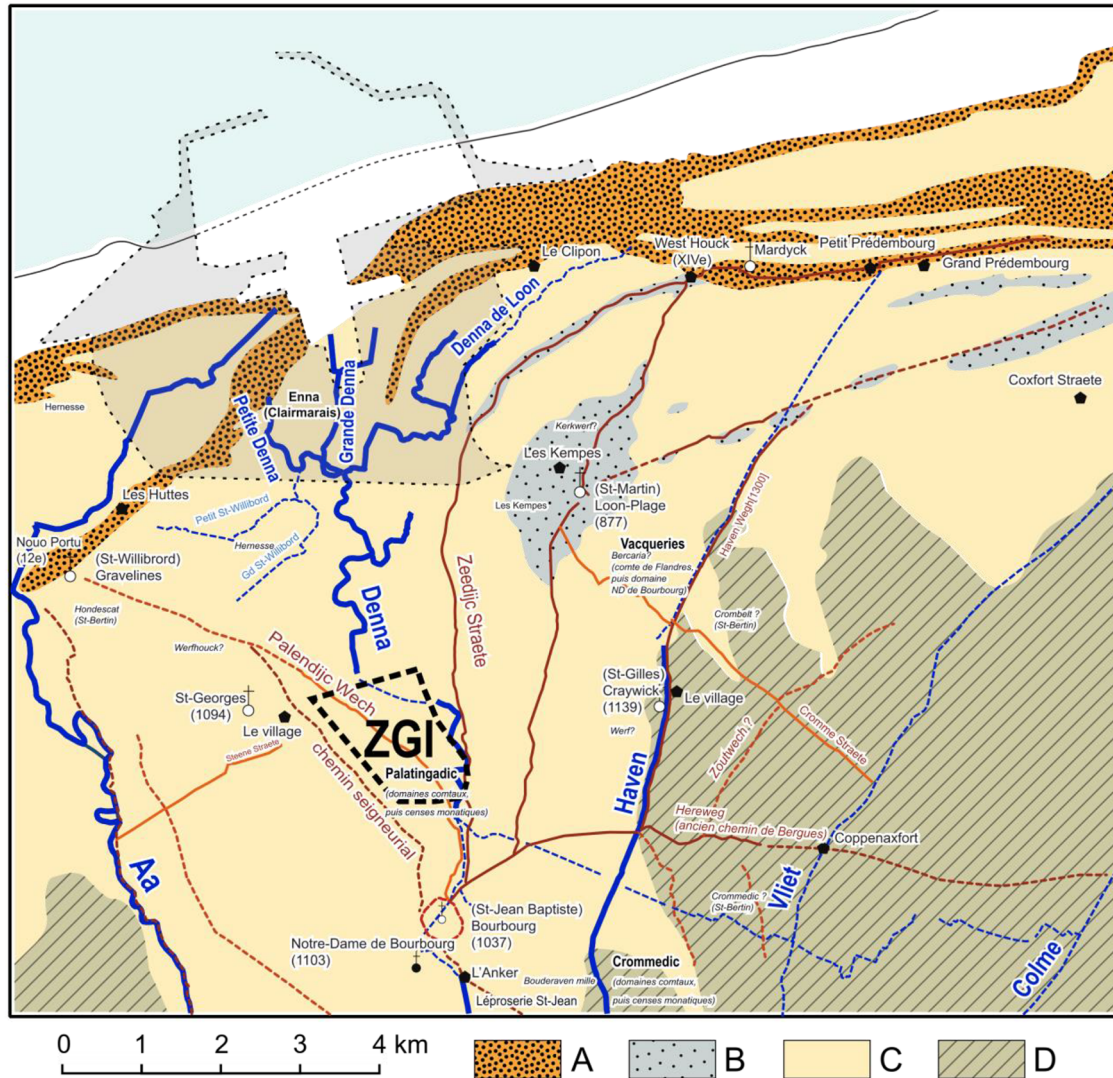 Le Clipon
West Houck
(XIVe)
Mardyck
Petit Prédembourg
Grand Prédembourg
Denna de Loon
Coxfort Straete
Hernesse
Enna
(Clairmarais)
Petite Denna
Grande Denna
Kerkwerf?
Les Kempes
Les Kempes
(St-Martin)
Loon-Plage
(877)
Les Huttes
Petit St-Willibord
Hernesse
Gd St-Willibord
Nouo Portu
(12e)
(St-Willibrord)
Gravelines
Hondescat
(St-Bertin)
Haven Wegh[1300]
Vacqueries
Bercaria?
(comte de Flandres,
puis domaine
ND de Bourbourg)
Crombelt ?
(St-Bertin)
Zeedijc Straete
Denna
Werfhouck?
Palendijc Wech
St-Georges
(1094)
Le village
Steene Straete
chemin seigneurial
ZGI
Palatingadic
(domaines comtaux,
puis censes monatiques)
(St-Gilles)
Craywick
(1139)
Le village
Werf?
Haven
Zoutwech,?
Cromme Straete
Hereweg
(ancien chemin de Bergues)
Coppenaxfort
Vliet
Crommedic ?
(St-Bertin)
Aa
(St-Jean Baptiste)
Bourbourg
(1037)
Notre-Dame de Bourbourg
(1103)
L'Anker
Léproserie St-Jean
Bouderaven mille
Crommedic
(domaines comtaux,
puis censes monatiques)
Colme
0 1 2 4 km
A B C D